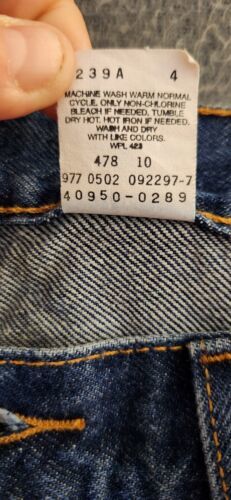 239A 4
MACHINE WASH WARM NORMAL
CYCLE. ONLY NON-CHLORINE
BLEACH IF NEEDED, TUMBLE
DRY HOT. HOT IRON IF NEEDED.
WASH AND DRY
WITH LIKE COLORS.
WPL 423
478 10
977 0502 092297-7
40950-0289